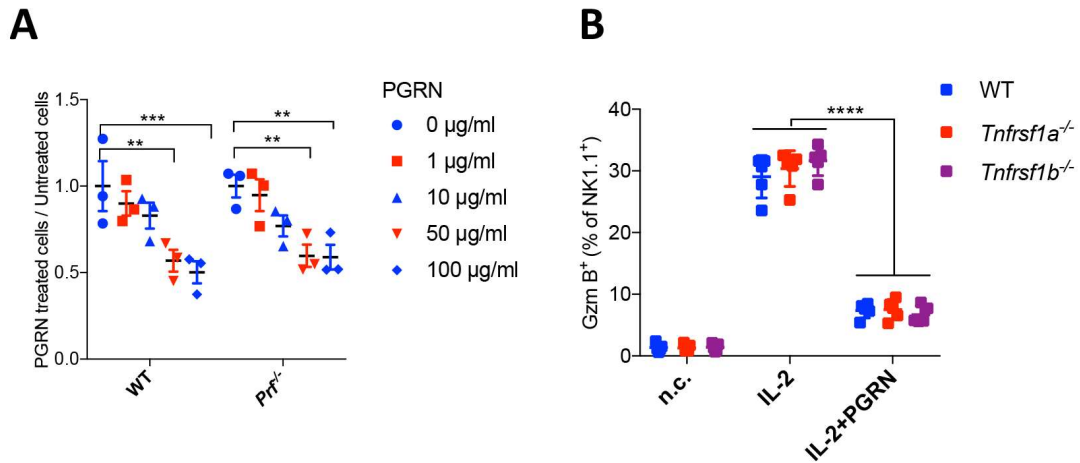 A
B
PGRN treated cells / Untreated cells
1.5
1.0
0.5
0.0
***
**
**
**
WT
Prf-/-
PGRN
0 µg/ml
1 µg/ml
10 µg/ml
50 µg/ml
100 µg/ml
Gzm B+ (% of NK1.1+)
40
30
20
10
0
****
n.c.
IL-2
IL-2+PGRN
WT
Tnfrsf1a-/-
Tnfrsf1b-/-